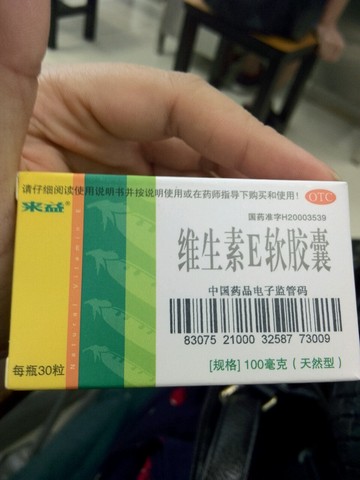 请仔细阅读使用说明书并按说明使用或在药师指导下购买和使用!
OTC
来益
国药准字H20003539
维生素E软胶囊
Natural Vitamin E
中国药品电子监管码
83075 21000 32587 73009
每瓶30粒
[规格] 100毫克(天然型)